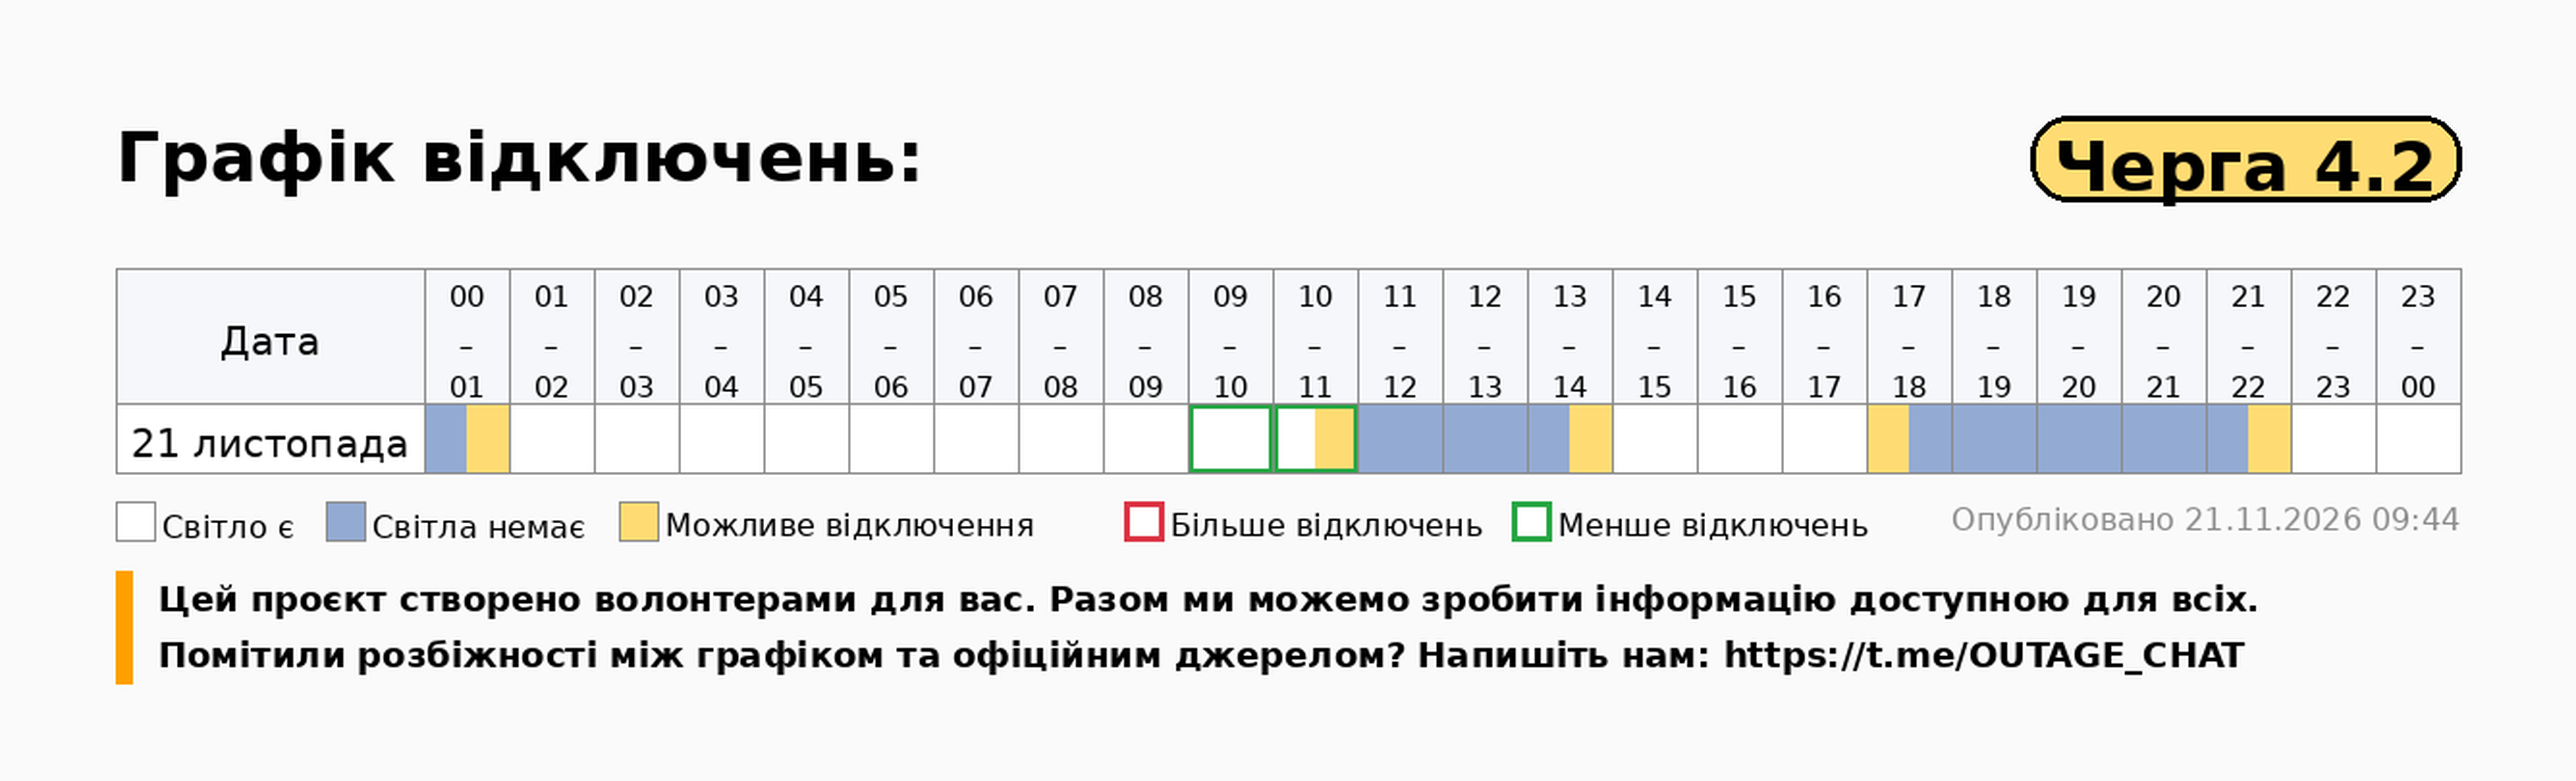 Графік відключень:
Черга 4.2
Дата
00 – 01
01 – 02
02 – 03
03 – 04
04 – 05
05 – 06
06 – 07
07 – 08
08 – 09
09 – 10
10 – 11
11 – 12
12 – 13
13 – 14
14 – 15
15 – 16
16 – 17
17 – 18
18 – 19
19 – 20
20 – 21
21 – 22
22 – 23
23 – 00
21 листопада
Світло є
Світла немає
Можливе відключення
Більше відключень
Менше відключень
Опубліковано 21.11.2026 09:44
Цей проєкт створено волонтерами для вас. Разом ми можемо зробити інформацію доступною для всіх.
Помітили розбіжності між графіком та офіційним джерелом? Напишіть нам: https://t.me/OUTAGE_CHAT